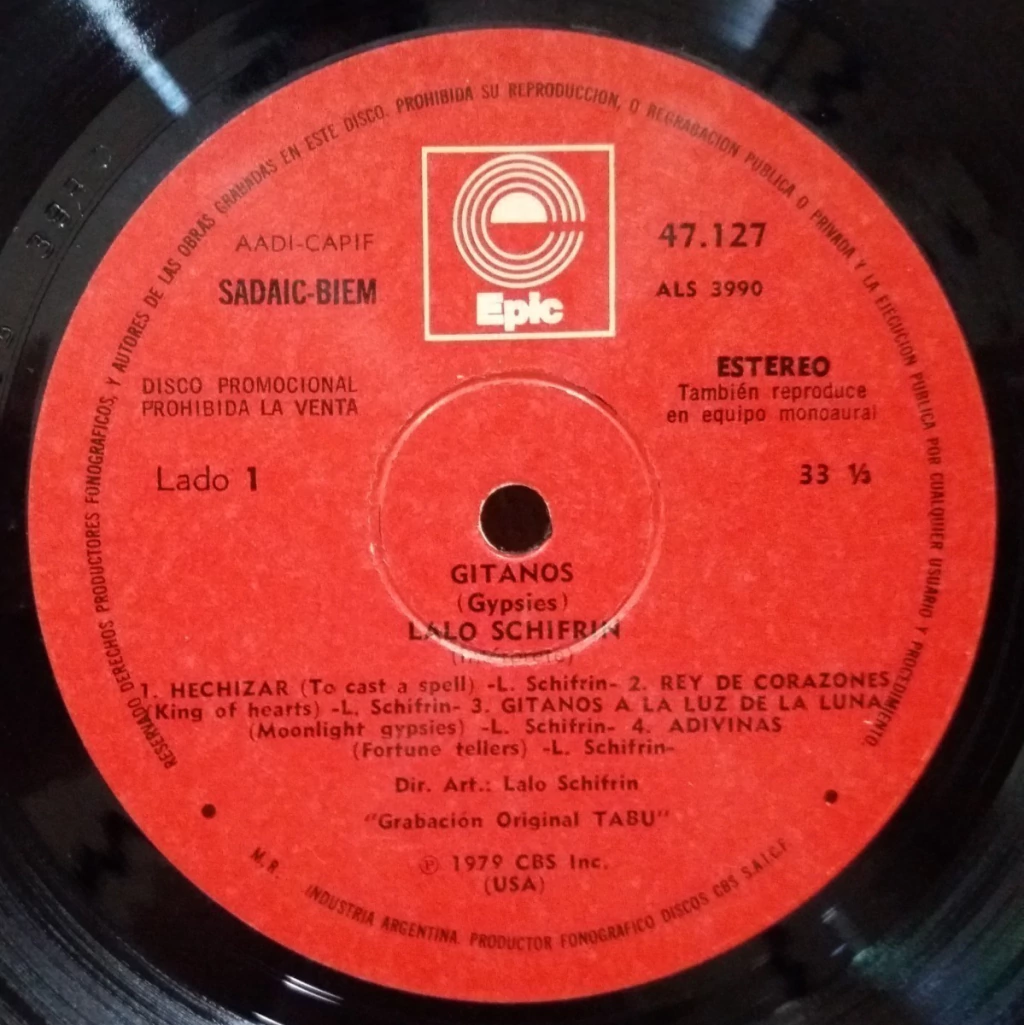 RESERVADO DERECHOS PRODUCTORES FONOGRAFICOS, Y AUTORES DE LAS OBRAS GRABADAS EN ESTE DISCO. PROHIBIDA SU REPRODUCCION, O REGRABACION PUBLICA O PRIVADA Y LA EJECUCION PUBLICA POR CUALQUIER USUARIO Y PROCEDIMIENTO.
Epic
AADI-CAPIF
SADAIC-BIEM
47.127
ALS 3990
DISCO PROMOCIONAL
PROHIBIDA LA VENTA
ESTEREO
También reproduce
en equipo monoaural
Lado 1
33 ⅓
GITANOS
(Gypsies)
LALO SCHIFRIN
1. HECHIZAR (To cast a spell) -L. Schifrin- 2. REY DE CORAZONES
(King of hearts) -L. Schifrin- 3. GITANOS A LA LUZ DE LA LUNA
(Moonlight gypsies) -L. Schifrin- 4. ADIVINAS
(Fortune tellers) -L. Schifrin-
Dir. Art.: Lalo Schifrin
"Grabación Original TABU"
℗ 1979 CBS Inc.
(USA)
M. R. INDUSTRIA ARGENTINA. PRODUCTOR FONOGRAFICO DISCOS CBS S.A.I.C.F.